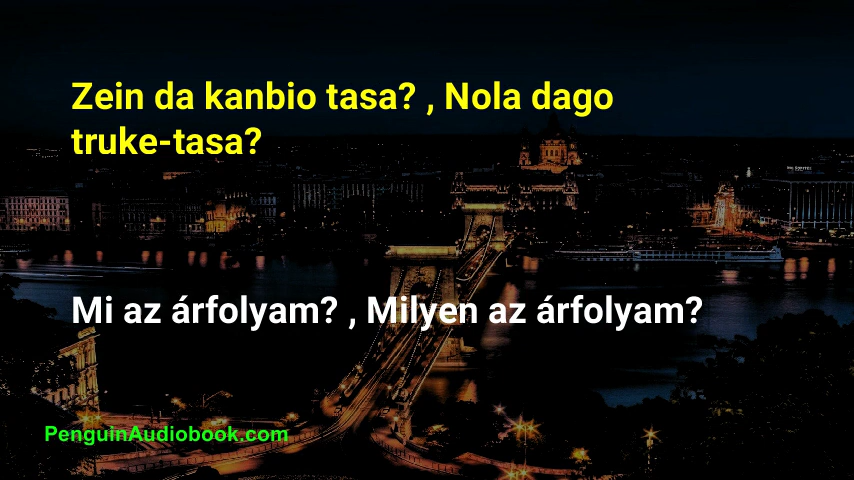 Zein da kanbio tasa? , Nola dago
truke-tasa?
Mi az árfolyam? , Milyen az árfolyam?
PenguinAudiobook.com